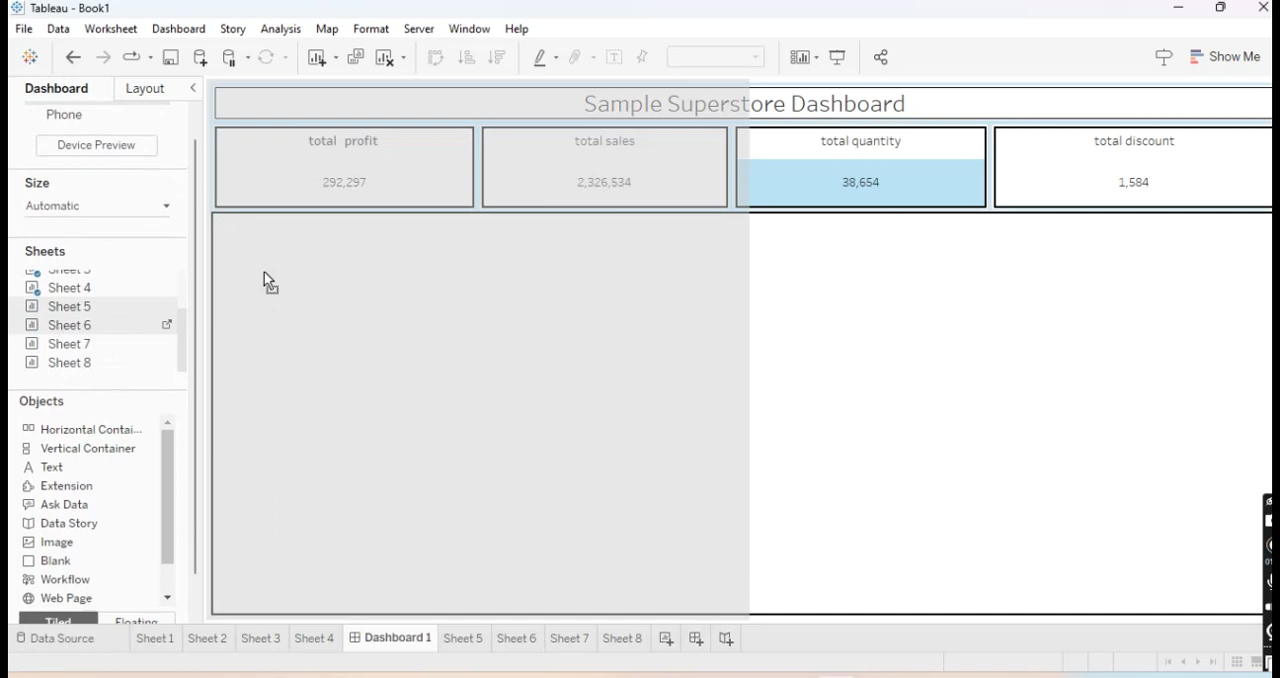 Tableau - Book1
File Data Worksheet Dashboard Story Analysis Map Format Server Window Help
Show Me
Dashboard Layout
Phone
Device Preview
Size
Automatic
Sheets
Sheet 4
Sheet 5
Sheet 6
Sheet 7
Sheet 8
Objects
Horizontal Contai...
Vertical Container
Text
Extension
Ask Data
Data Story
Image
Blank
Workflow
Web Page
Tiled Floating
Sample Superstore Dashboard
total profit total sales total quantity total discount
292,297 2,326,534 38,654 1,584
Data Source Sheet 1 Sheet 2 Sheet 3 Sheet 4 Dashboard 1 Sheet 5 Sheet 6 Sheet 7 Sheet 8